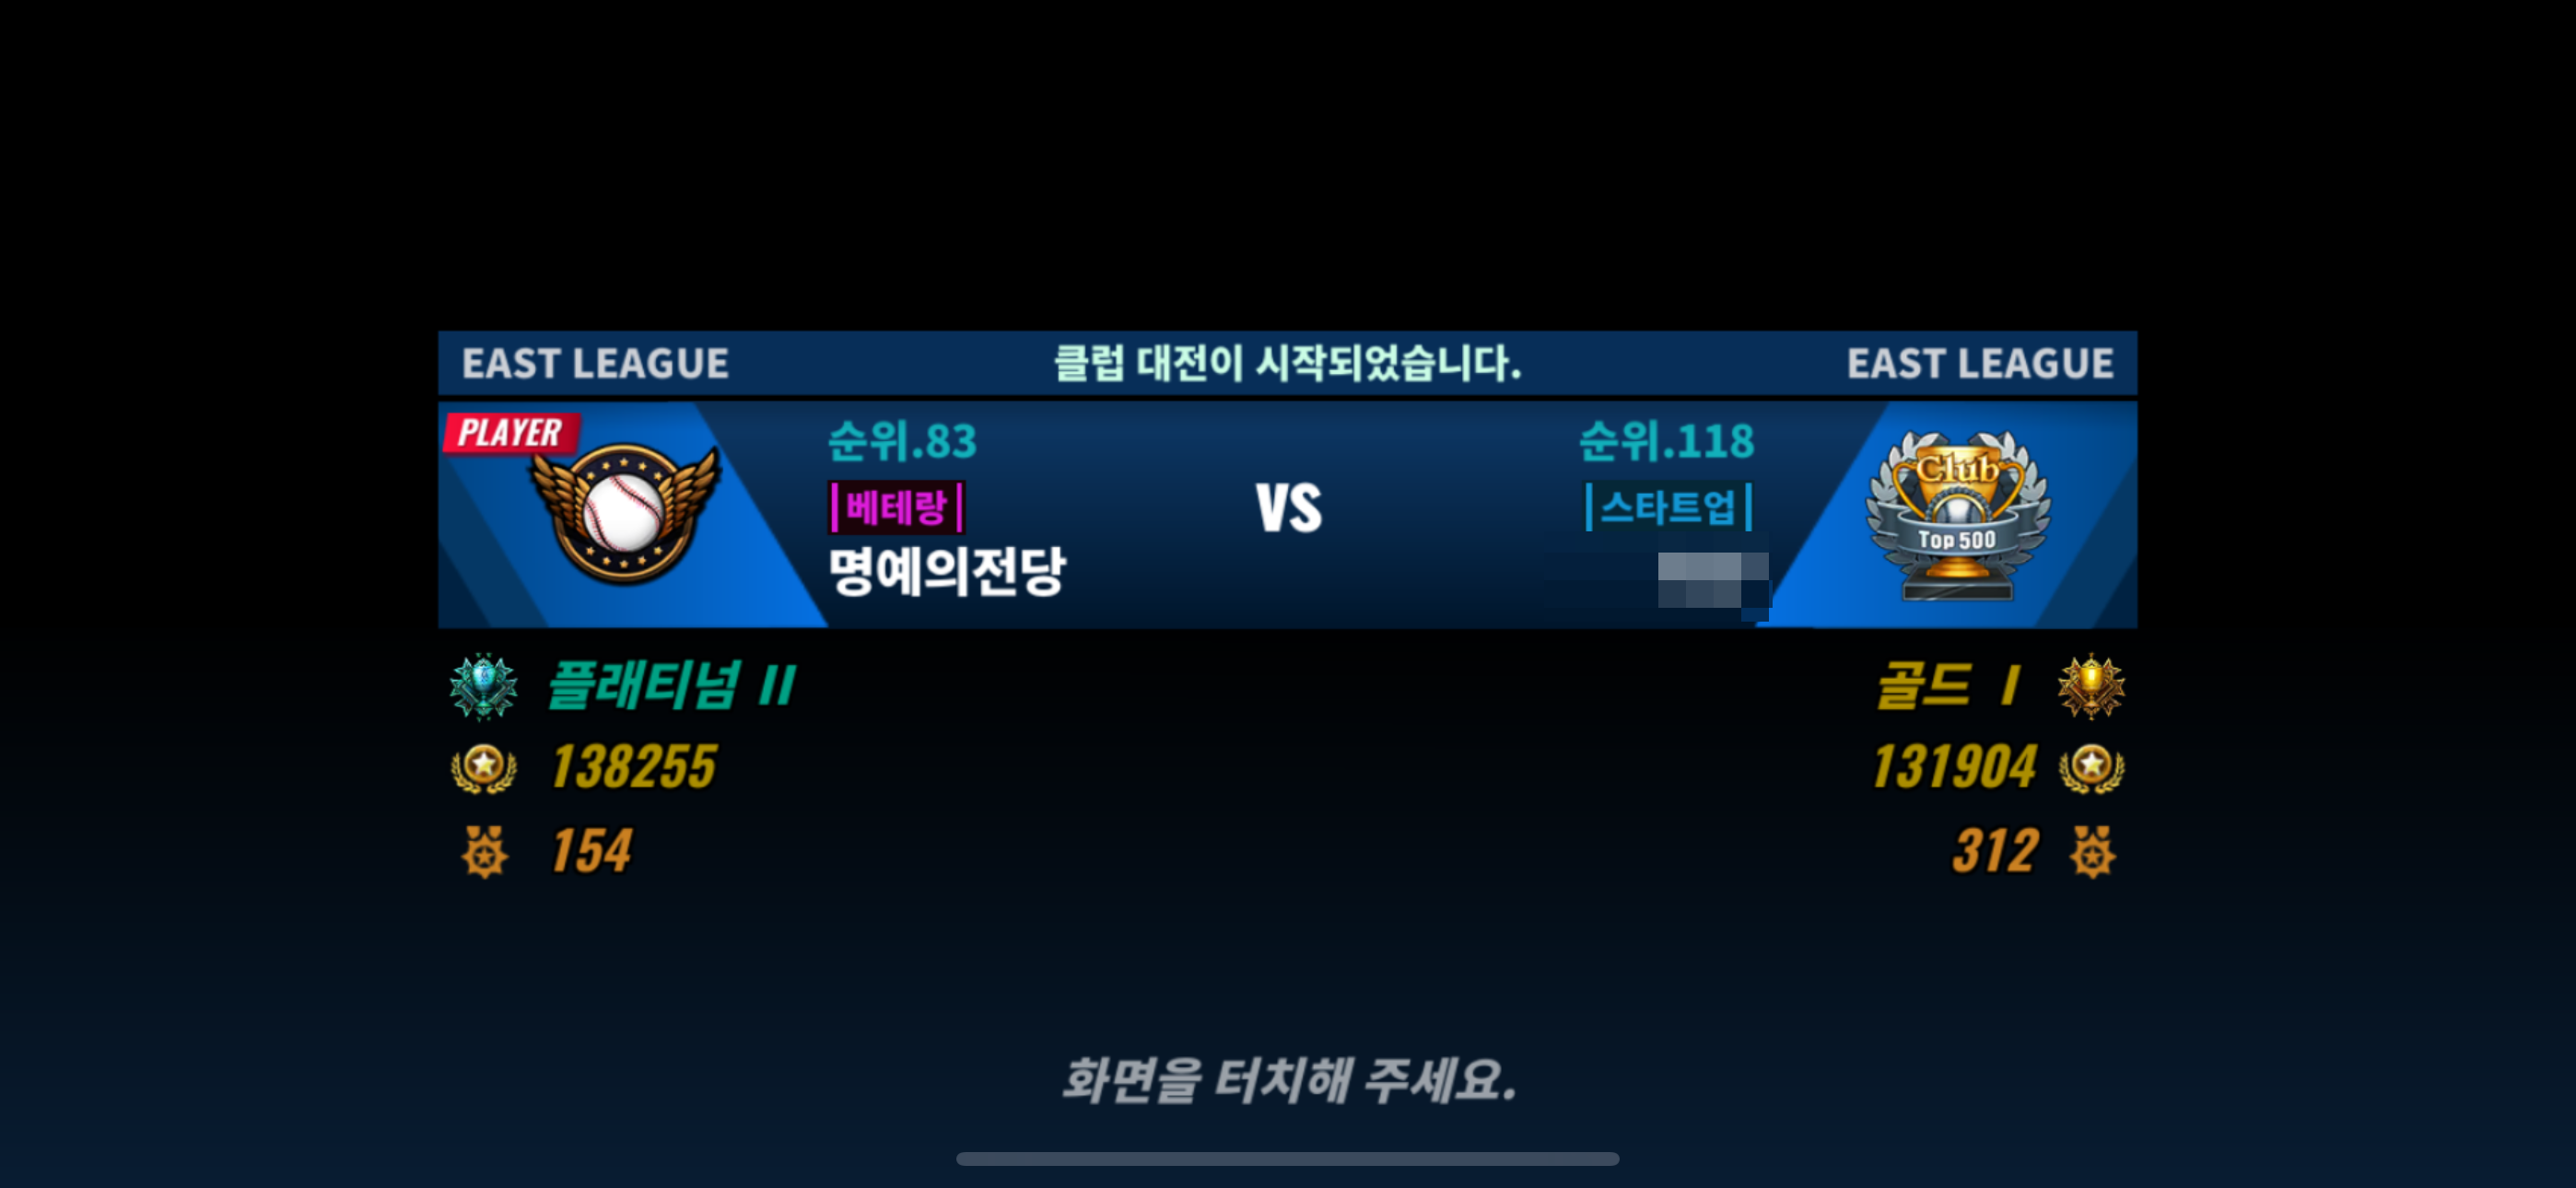 EAST LEAGUE
클럽 대전이 시작되었습니다.
EAST LEAGUE
PLAYER
순위.83
베테랑
명예의전당
VS
순위.118
스타트업
Club
Top 500
플래티넘 II
138255
154
골드 I
131904
312
화면을 터치해 주세요.